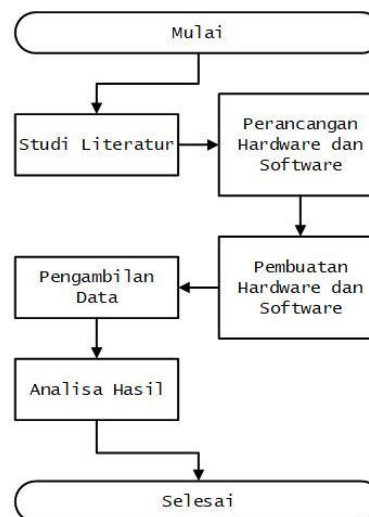 Mulai
Studi Literatur
Perancangan
Hardware dan
Software
Pembuatan
Hardware dan
Software
Pengambilan
Data
Analisa Hasil
Selesai